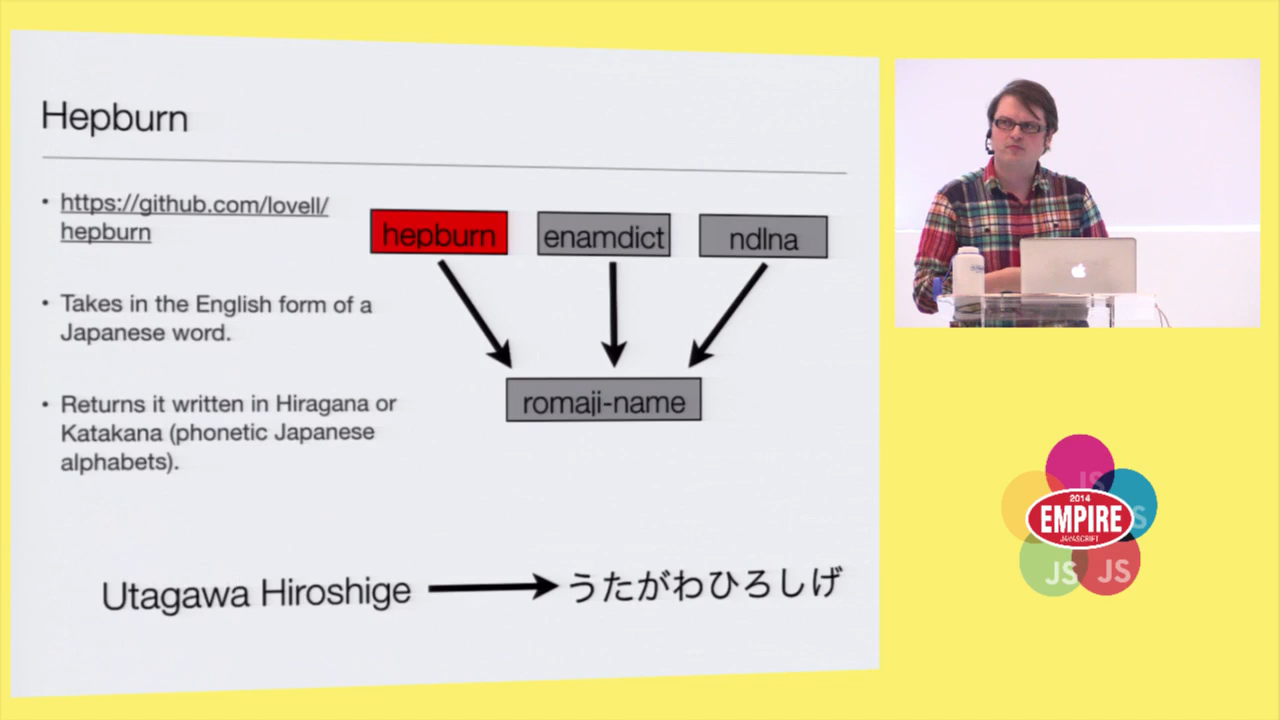 Hepburn
• https://github.com/lovell/
hepburn
• Takes in the English form of a
Japanese word.
• Returns it written in Hiragana or
Katakana (phonetic Japanese
alphabets).
hepburn
enamdict
ndlna
romaji-name
Utagawa Hiroshige
うたがわひろしげ
JS
2014
EMPIRE
JAVASCRIPT
S
JS
JS